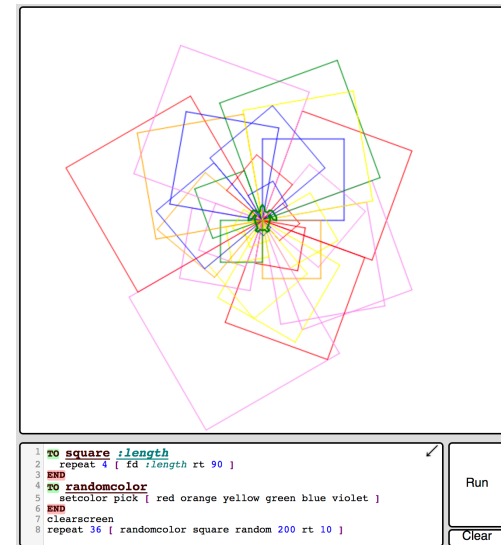 1 TO square :length
2 repeat 4 [ fd :length rt 90 ]
3 END
4 TO randomcolor
5 setcolor pick [ red orange yellow green blue violet ]
6 END
7 clearscreen
8 repeat 36 [ randomcolor square random 200 rt 10 ]
Run
Clear